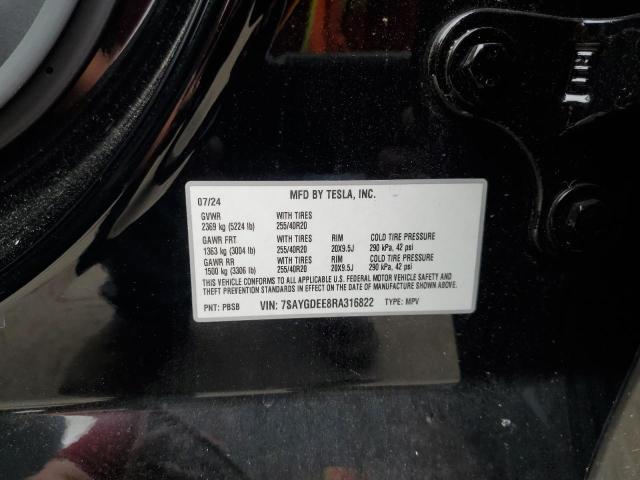 07/24 MFD BY TESLA, INC.
GVWR WITH TIRES
2369 kg (5224 lb) 255/40R20
GAWR FRT WITH TIRES RIM COLD TIRE PRESSURE
1363 kg (3004 lb) 255/40R20 20X9.5J 290 kPa, 42 psi
GAWR RR WITH TIRES RIM COLD TIRE PRESSURE
1500 kg (3306 lb) 255/40R20 20X9.5J 290 kPa, 42 psi
THIS VEHICLE CONFORMS TO ALL APPLICABLE U.S. FEDERAL MOTOR VEHICLE SAFETY AND
THEFT PREVENTION STANDARDS IN EFFECT ON THE DATE OF MANUFACTURE SHOWN ABOVE.
PNT: PBSB VIN: 7SAYGDEE8RA316822 TYPE: MPV